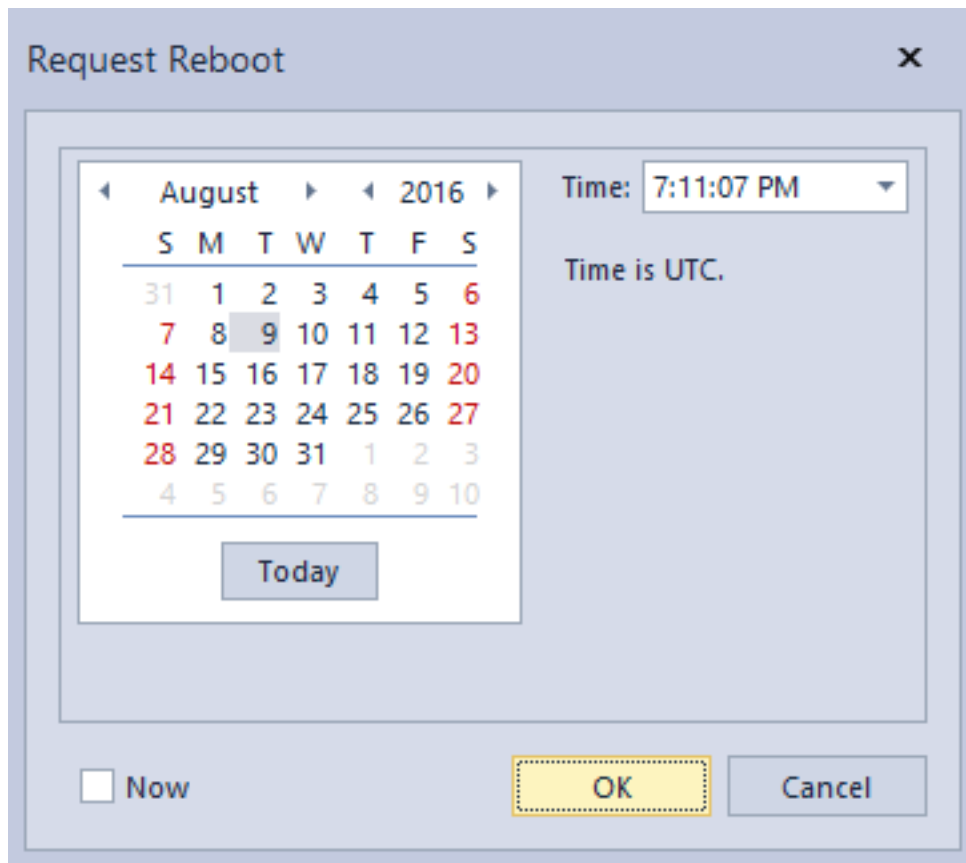 Request Reboot
August 2016
Time: 7:11:07 PM
S M T W T F S
Time is UTC.
31 1 2 3 4 5 6
7 8 9 10 11 12 13
14 15 16 17 18 19 20
21 22 23 24 25 26 27
28 29 30 31 1 2 3
4 5 6 7 8 9 10
Today
Now
OK
Cancel